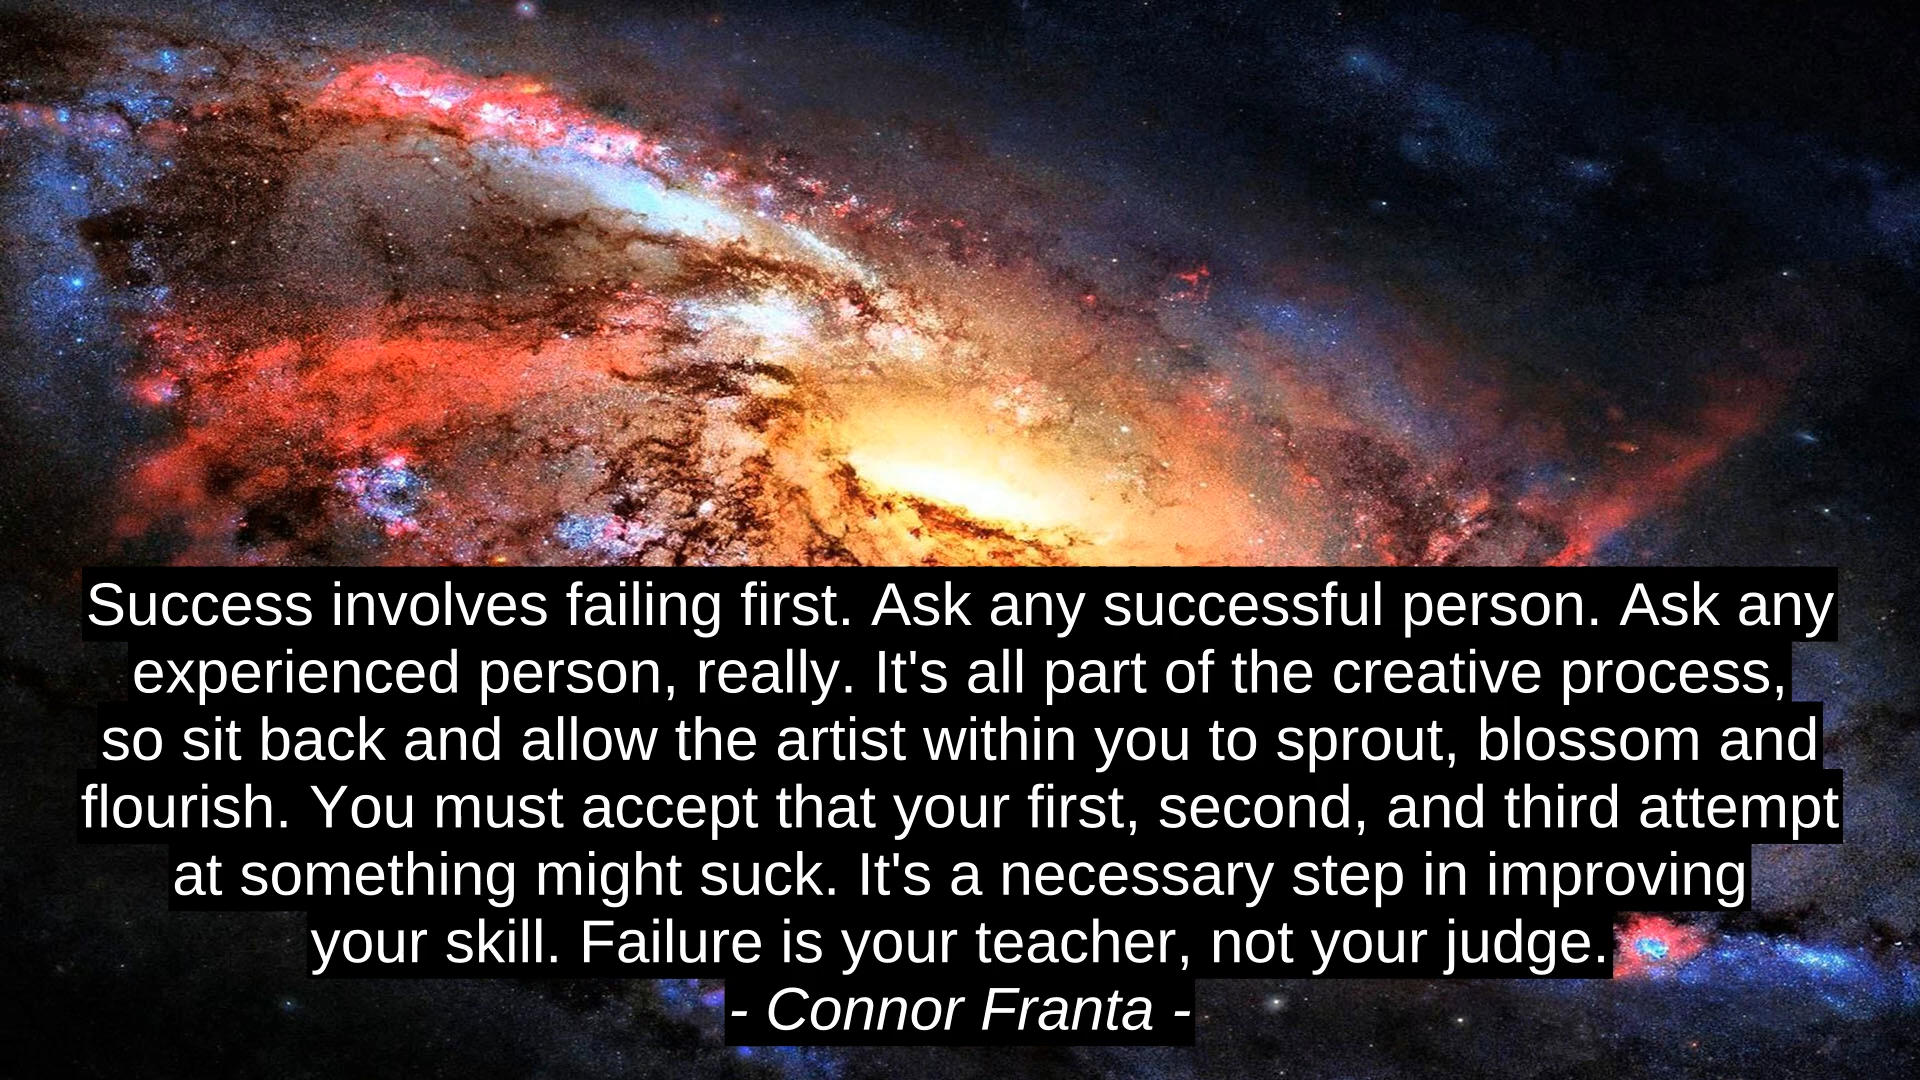 Success involves failing first. Ask any successful person. Ask any
experienced person, really. It's all part of the creative process,
so sit back and allow the artist within you to sprout, blossom and
flourish. You must accept that your first, second, and third attempt
at something might suck. It's a necessary step in improving
your skill. Failure is your teacher, not your judge.
- Connor Franta -